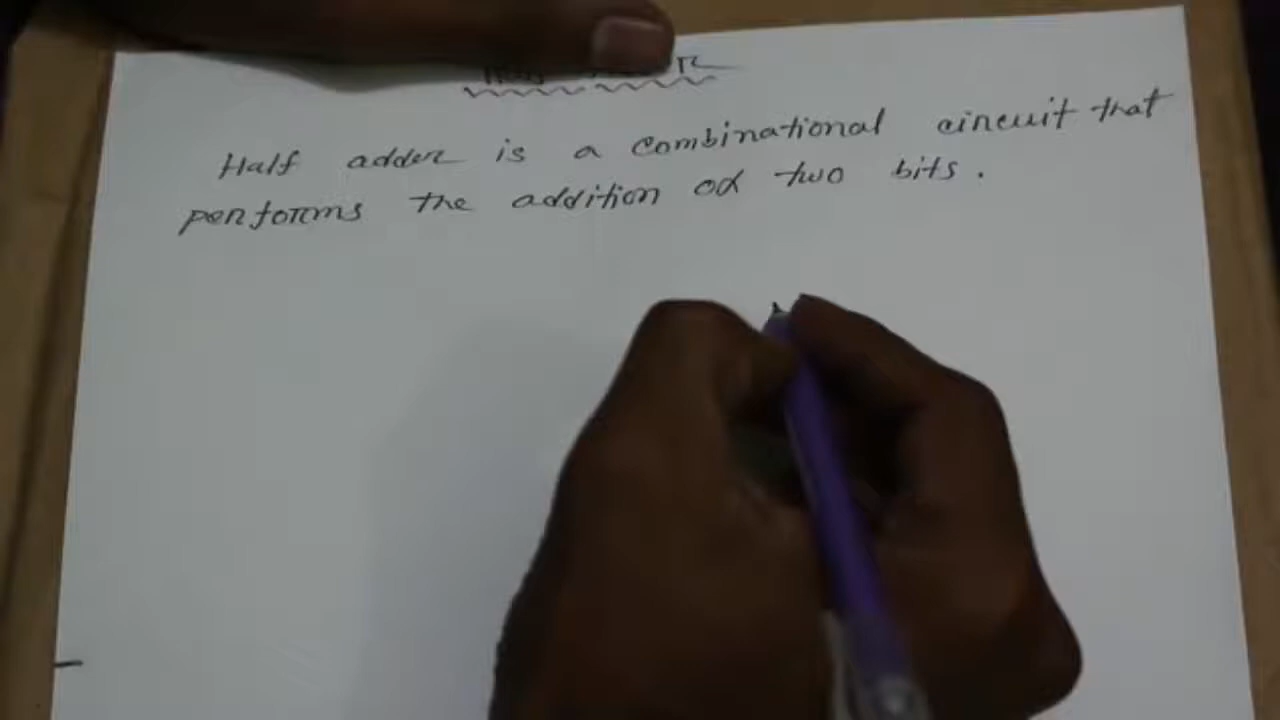 Half adder is a combinational circuit that
performs the addition of two bits.